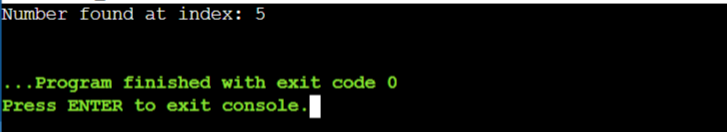 Number found at index: 5
...Program finished with exit code 0
Press ENTER to exit console.